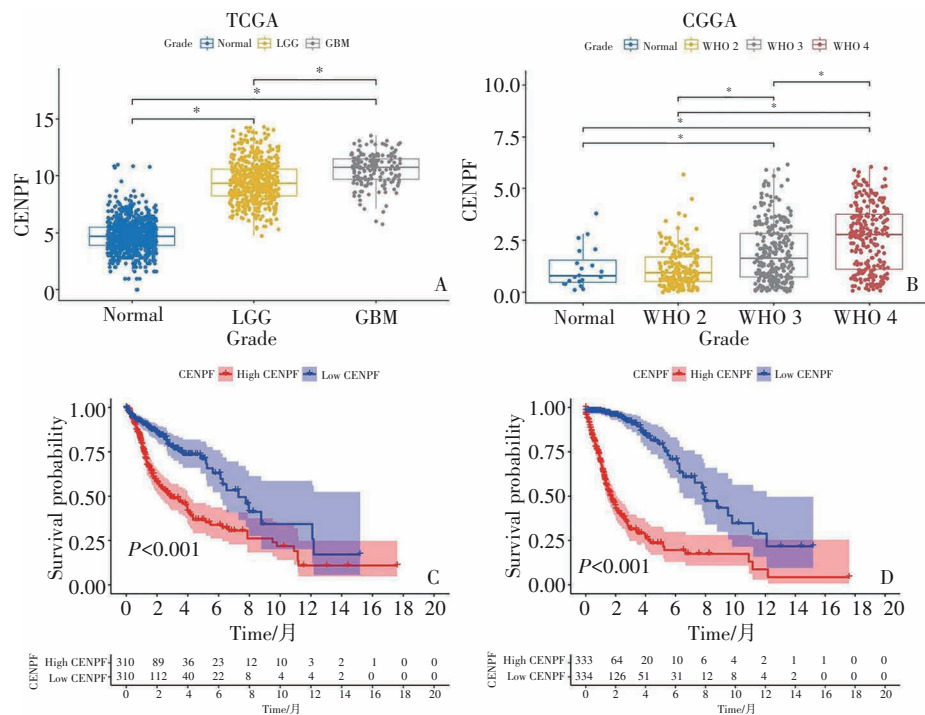 TCGA
Grade Normal LGG GBM
CENPF
15
10
5
0
*
*
*
A
Normal LGG GBM
Grade
CGGA
Grade Normal WHO 2 WHO 3 WHO 4
CENPF
10.0
7.5
5.0
2.5
0.0
*
*
*
*
*
B
Normal WHO 2 WHO 3 WHO 4
Grade
CENPF High CENPF Low CENPF
Survival probability
1.00
0.75
0.50
0.25
0.00
P<0.001
C
0 2 4 6 8 10 12 14 16 18 20
Time/月
CENPF
High CENPF 310 89 36 23 12 10 3 2 1 0 0
Low CENPF 310 112 40 22 8 4 4 2 0 0 0
0 2 4 6 8 10 12 14 16 18 20
Time/月
CENPF High CENPF Low CENPF
Survival probability
1.00
0.75
0.50
0.25
0.00
P<0.001
D
0 2 4 6 8 10 12 14 16 18 20
Time/月
CENPF
High CENPF 333 64 20 10 6 4 2 1 1 0 0
Low CENPF 334 126 51 31 12 8 4 2 0 0 0
0 2 4 6 8 10 12 14 16 18 20
Time/月